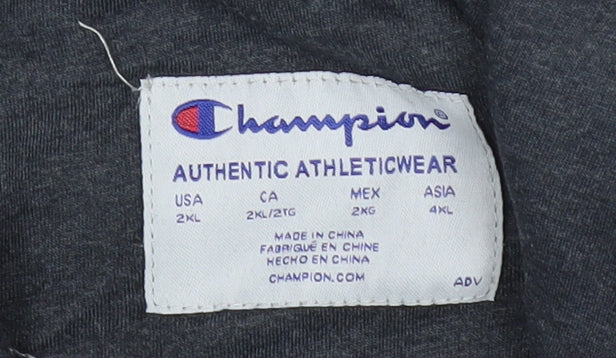 Champion®
AUTHENTIC ATHLETICWEAR
USA CA MEX ASIA
2XL 2XL/2TG 2XG 4XL
MADE IN CHINA
FABRIQUÉ EN CHINE
HECHO EN CHINA
CHAMPION.COM
ADV